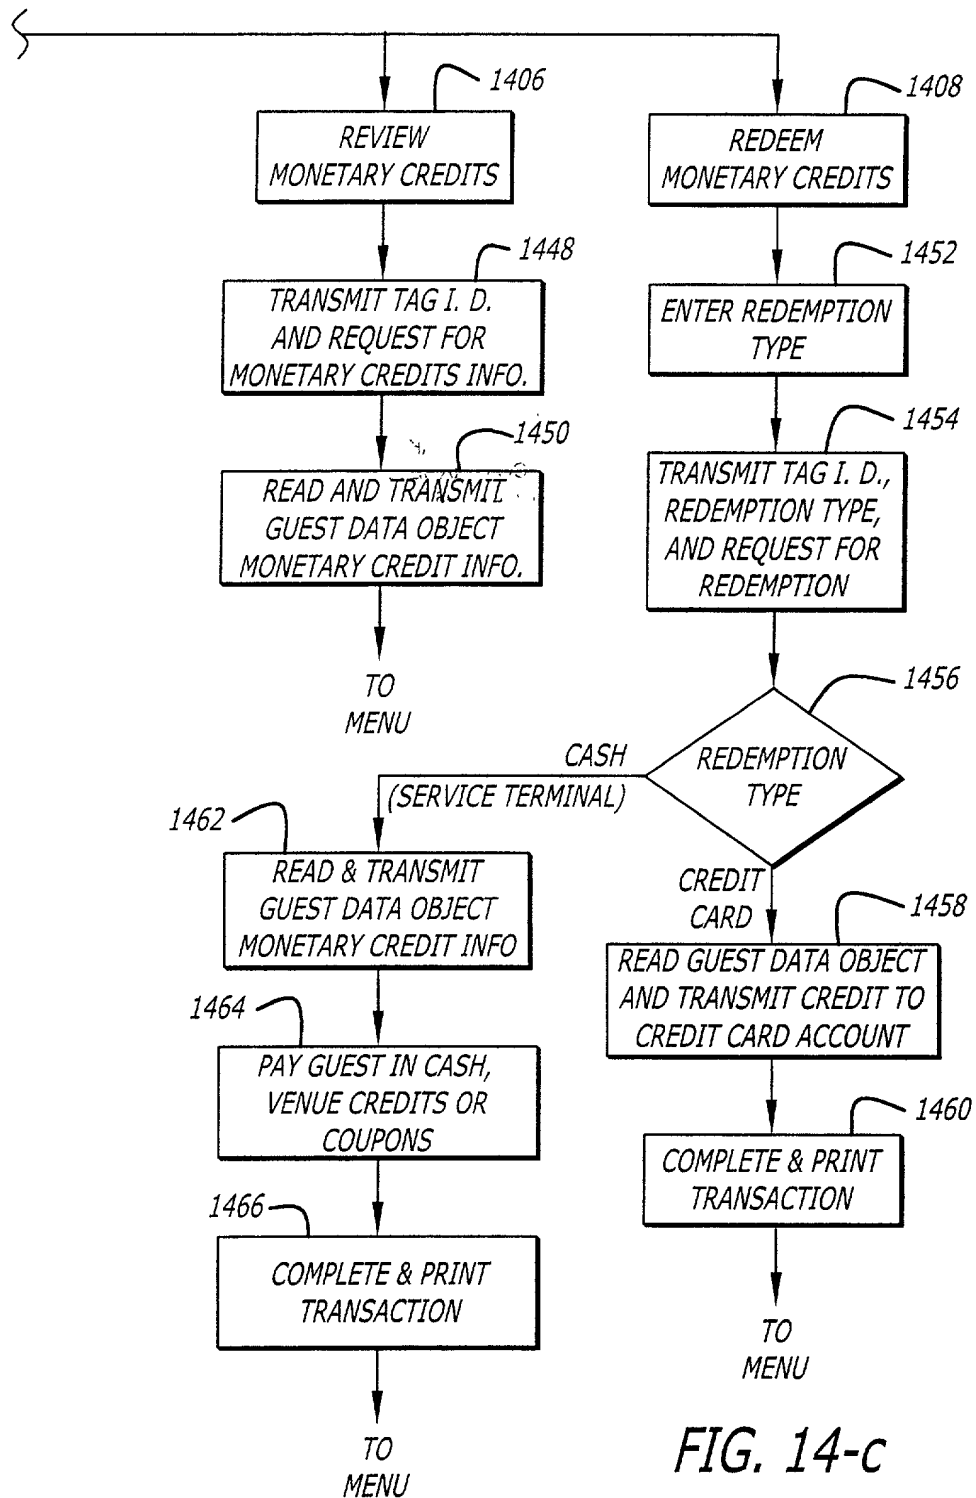 1406
REVIEW
MONETARY CREDITS
1408
REDEEM
MONETARY CREDITS
1448
TRANSMIT TAG I. D.
AND REQUEST FOR
MONETARY CREDITS INFO.
1452
ENTER REDEMPTION
TYPE
1450
READ AND TRANSMIT
GUEST DATA OBJECT
MONETARY CREDIT INFO.
TO
MENU
1454
TRANSMIT TAG I. D.,
REDEMPTION TYPE,
AND REQUEST FOR
REDEMPTION
1456
REDEMPTION
TYPE
CASH
(SERVICE TERMINAL)
CREDIT
CARD
1462
READ & TRANSMIT
GUEST DATA OBJECT
MONETARY CREDIT INFO
1458
READ GUEST DATA OBJECT
AND TRANSMIT CREDIT TO
CREDIT CARD ACCOUNT
1464
PAY GUEST IN CASH,
VENUE CREDITS OR
COUPONS
1460
COMPLETE & PRINT
TRANSACTION
TO
MENU
1466
COMPLETE & PRINT
TRANSACTION
TO
MENU
FIG. 14-c